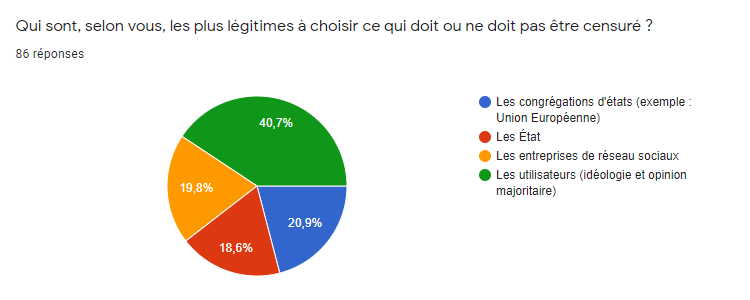 Qui sont, selon vous, les plus légitimes à choisir ce qui doit ou ne doit pas être censuré ?
86 réponses
40,7%
19,8%
20,9%
18,6%
Les congrégations d'états (exemple :
Union Européenne)
Les État
Les entreprises de réseau sociaux
Les utilisateurs (idéologie et opinion
majoritaire)